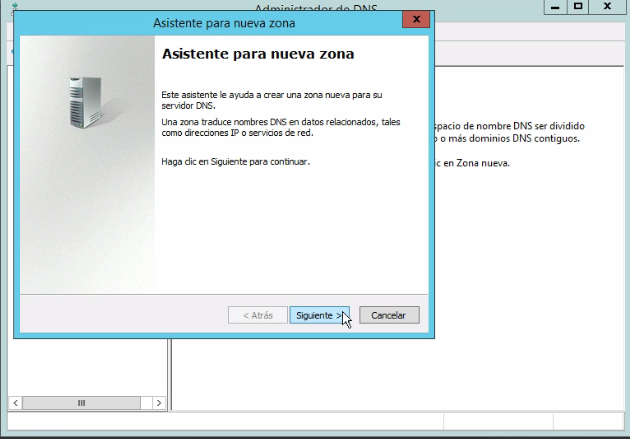 Administrador de DNS
Asistente para nueva zona
Asistente para nueva zona
Este asistente le ayuda a crear una zona nueva para su
servidor DNS.
Una zona traduce nombres DNS en datos relacionados, tales
como direcciones IP o servicios de red.
Haga clic en Siguiente para continuar.
spacio de nombre DNS ser dividido
o más dominios DNS contiguos.
c en Zona nueva.
< Atrás
Siguiente >
Cancelar